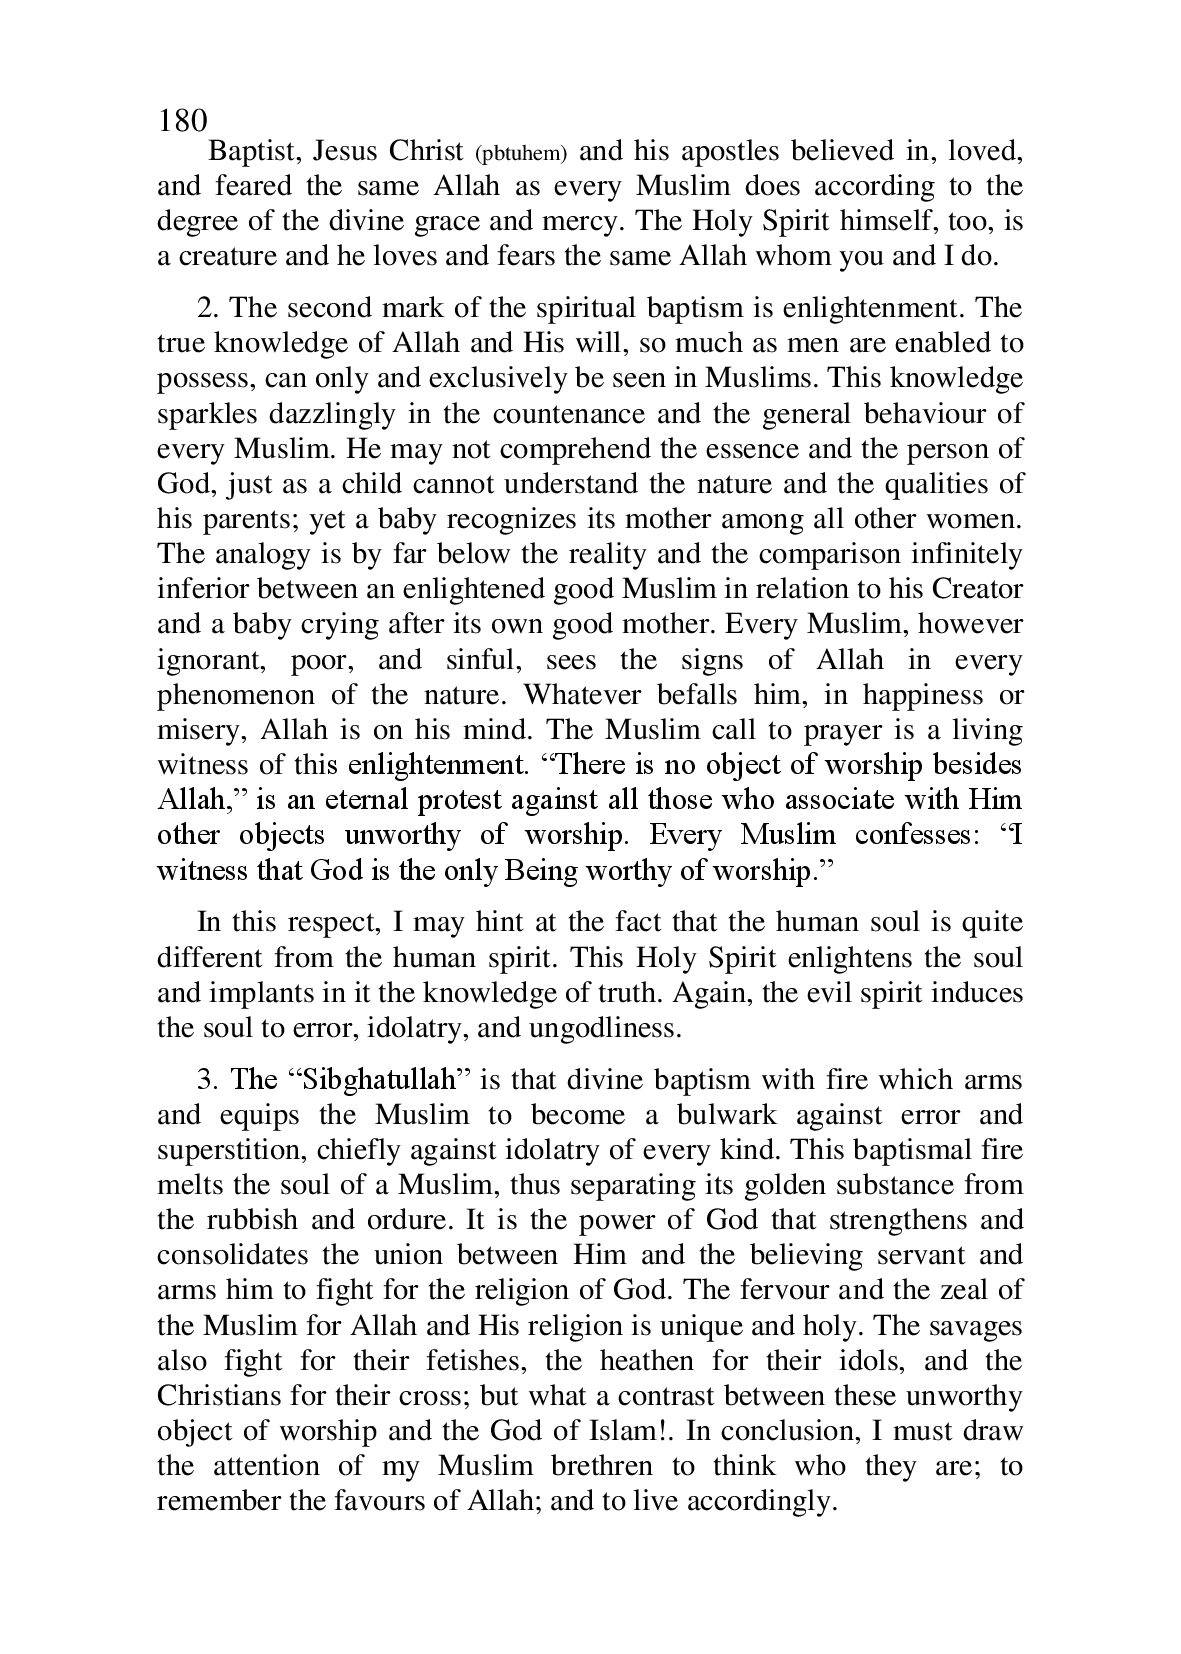 180
Baptist, Jesus Christ (pbtuhem) and his apostles believed in, loved,
and feared the same Allah as every Muslim does according to the
degree of the divine grace and mercy. The Holy Spirit himself, too, is
a creature and he loves and fears the same Allah whom you and I do.
2. The second mark of the spiritual baptism is enlightenment. The
true knowledge of Allah and His will, so much as men are enabled to
possess, can only and exclusively be seen in Muslims. This knowledge
sparkles dazzlingly in the countenance and the general behaviour of
every Muslim. He may not comprehend the essence and the person of
God, just as a child cannot understand the nature and the qualities of
his parents; yet a baby recognizes its mother among all other women.
The analogy is by far below the reality and the comparison infinitely
inferior between an enlightened good Muslim in relation to his Creator
and a baby crying after its own good mother. Every Muslim, however
ignorant, poor, and sinful, sees the signs of Allah in every
phenomenon of the nature. Whatever befalls him, in happiness or
misery, Allah is on his mind. The Muslim call to prayer is a living
witness of this enlightenment. “There is no object of worship besides
Allah,” is an eternal protest against all those who associate with Him
other objects unworthy of worship. Every Muslim confesses: “I
witness that God is the only Being worthy of worship.”
In this respect, I may hint at the fact that the human soul is quite
different from the human spirit. This Holy Spirit enlightens the soul
and implants in it the knowledge of truth. Again, the evil spirit induces
the soul to error, idolatry, and ungodliness.
3. The “Sibghatullah” is that divine baptism with fire which arms
and equips the Muslim to become a bulwark against error and
superstition, chiefly against idolatry of every kind. This baptismal fire
melts the soul of a Muslim, thus separating its golden substance from
the rubbish and ordure. It is the power of God that strengthens and
consolidates the union between Him and the believing servant and
arms him to fight for the religion of God. The fervour and the zeal of
the Muslim for Allah and His religion is unique and holy. The savages
also fight for their fetishes, the heathen for their idols, and the
Christians for their cross; but what a contrast between these unworthy
object of worship and the God of Islam!. In conclusion, I must draw
the attention of my Muslim brethren to think who they are; to
remember the favours of Allah; and to live accordingly.